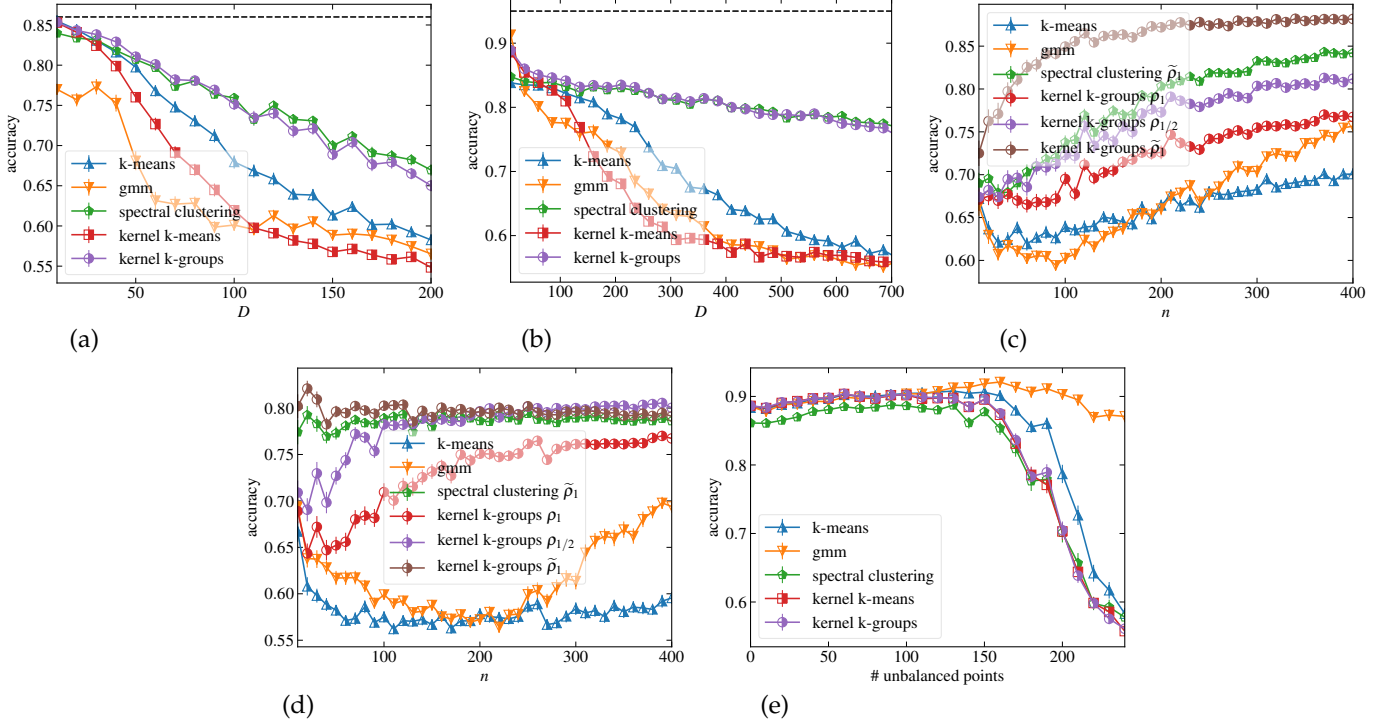 0.85
0.80
0.75
0.70
0.65
0.60
0.55
accuracy
k-means
gmm
spectral clustering
kernel k-means
kernel k-groups
50
100
150
200
D
(a)
0.9
0.8
0.7
0.6
accuracy
k-means
gmm
spectral clustering
kernel k-means
kernel k-groups
100
200
300
400
500
600
700
D
(b)
0.85
0.80
0.75
0.70
0.65
0.60
accuracy
k-means
gmm
spectral clustering ρ̃₁
kernel k-groups ρ₁
kernel k-groups ρ₁/₂
kernel k-groups ρ̃₁
100
200
300
400
n
(c)
0.80
0.75
0.70
0.65
0.60
0.55
accuracy
k-means
gmm
spectral clustering ρ̃₁
kernel k-groups ρ₁
kernel k-groups ρ₁/₂
kernel k-groups ρ̃₁
100
200
300
400
n
(d)
0.9
0.8
0.7
0.6
accuracy
k-means
gmm
spectral clustering
kernel k-means
kernel k-groups
0
50
100
150
200
# unbalanced points
(e)